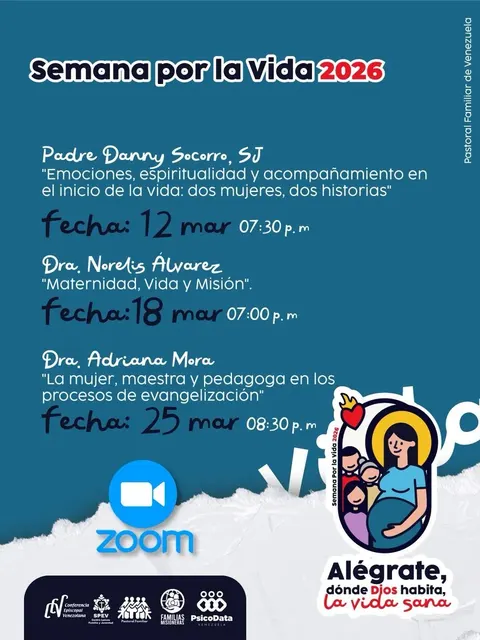 Pastoral Familiar de Venezuela
Semana por la Vida 2026
Padre Danny Socorro, SJ
"Emociones, espiritualidad y acompañamiento en
el inicio de la vida: dos mujeres, dos historias"
fecha: 12 mar 07:30 p. m
Dra. Norelis Álvarez
"Maternidad, Vida y Misión".
fecha: 18 mar 07:00 p. m
Dra. Adriana Mora
"La mujer, maestra y pedagoga en los
procesos de evangelización"
fecha: 25 mar 08:30 p. m
Semana Por la Vida 2026
zoom
Alégrate,
dónde Dios habita,
la vida sana
Conferencia
Episcopal
Venezolana
SPEV
Pastoral Familiar
FAMILIAS
MISIONERAS
PsicoData
VENEZUELA